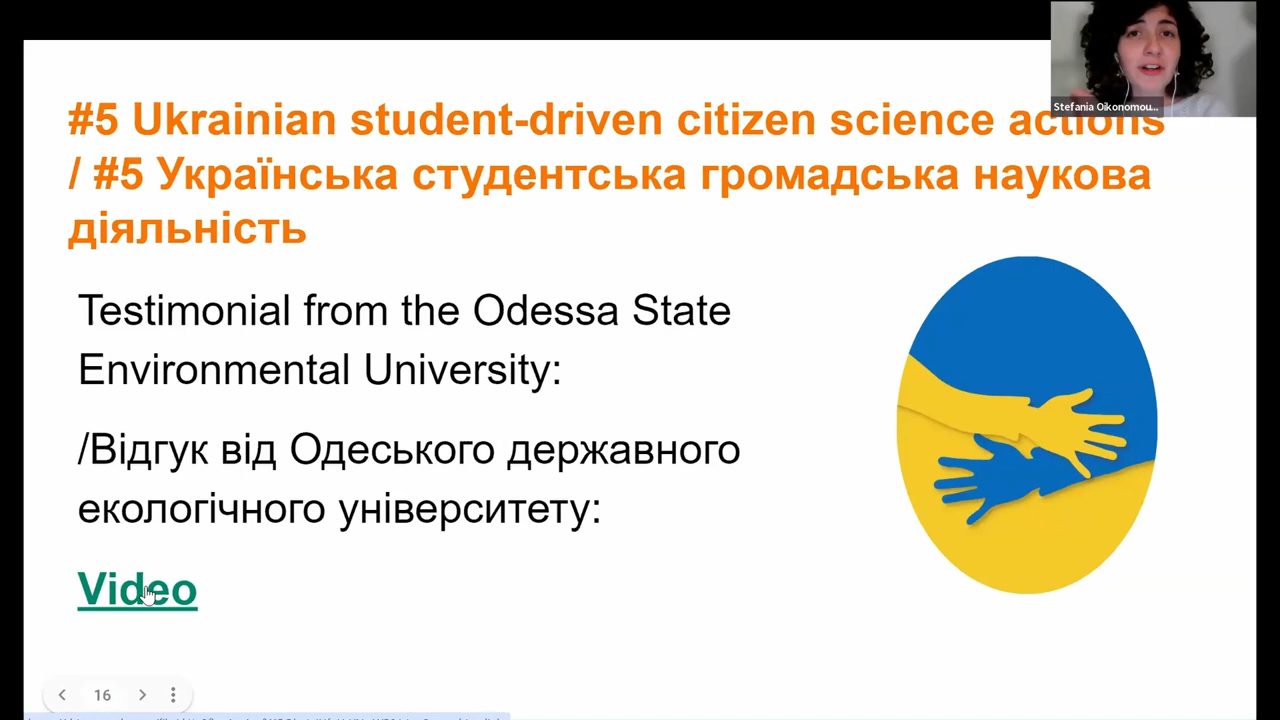 Stefania Oikonomou...
#5 Ukrainian student-driven citizen science actions
/ #5 Українська студентська громадська наукова
діяльність
Testimonial from the Odessa State
Environmental University:
/Відгук від Одеського державного
екологічного університету:
Video
16